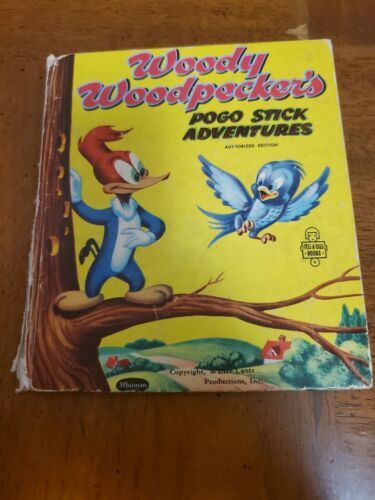 Woody
Woodpecker's
POGO STICK
ADVENTURES
AUTHORIZED EDITION
TELL-A-TALE
BOOKS
Copyright, Walter Lantz
Productions, Inc.
Whitman